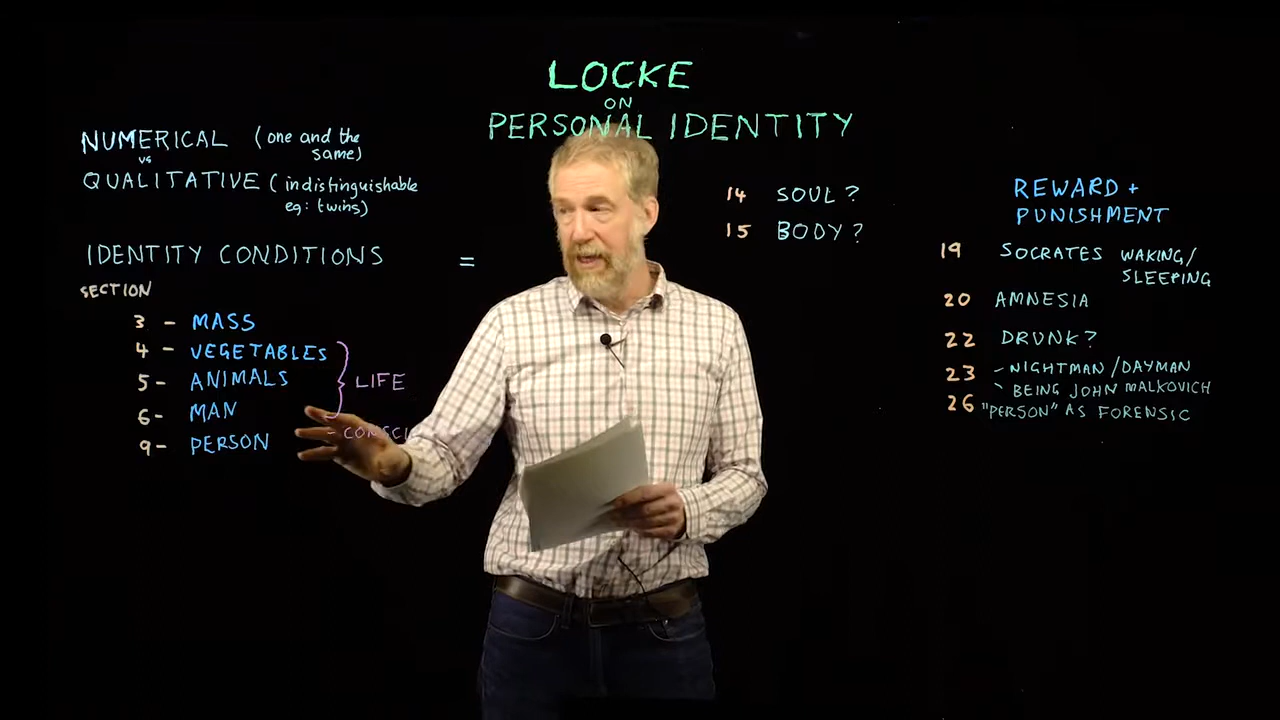 LOCKE
ON
PERSONAL IDENTITY
NUMERICAL (one and the
same)
vs
QUALITATIVE (indistinguishable
eg: twins)
IDENTITY CONDITIONS =
SECTION
3 - MASS
4 - VEGETABLES
5 - ANIMALS
LIFE
6 - MAN
9 - PERSON
14 SOUL?
15 BODY?
REWARD +
PUNISHMENT
19 SOCRATES WAKING/
SLEEPING
20 AMNESIA
22 DRUNK?
23 - NIGHTMAN/DAYMAN
- BEING JOHN MALKOVICH
26 "PERSON" AS FORENSIC